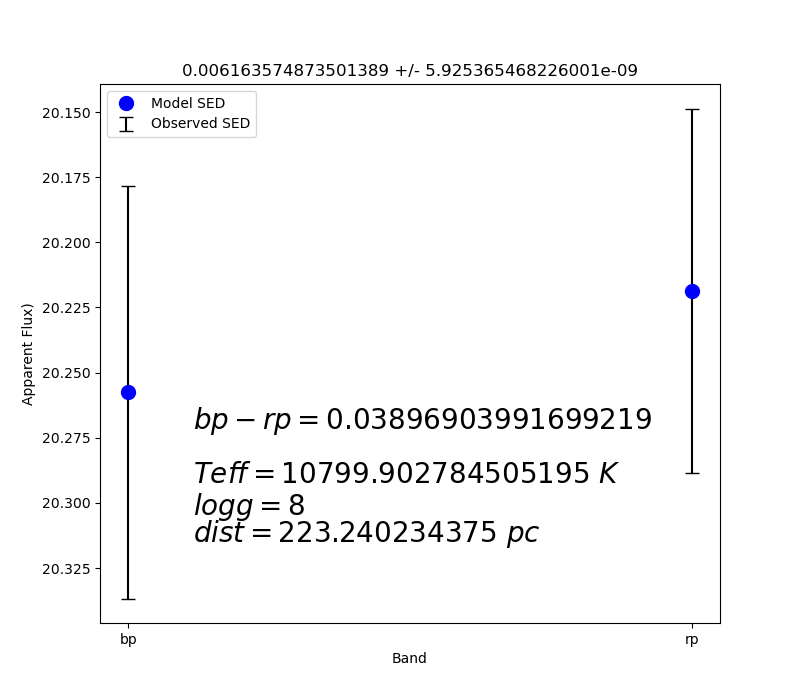 0.006163574873501389 +/- 5.925365468226001e-09
Model SED
Observed SED
20.150
20.175
20.200
20.225
20.250
20.275
20.300
20.325
Apparent Flux)
bp − rp = 0.03896903991699219
Teff = 10799.902784505195 K
logg = 8
dist = 223.240234375 pc
bp
rp
Band